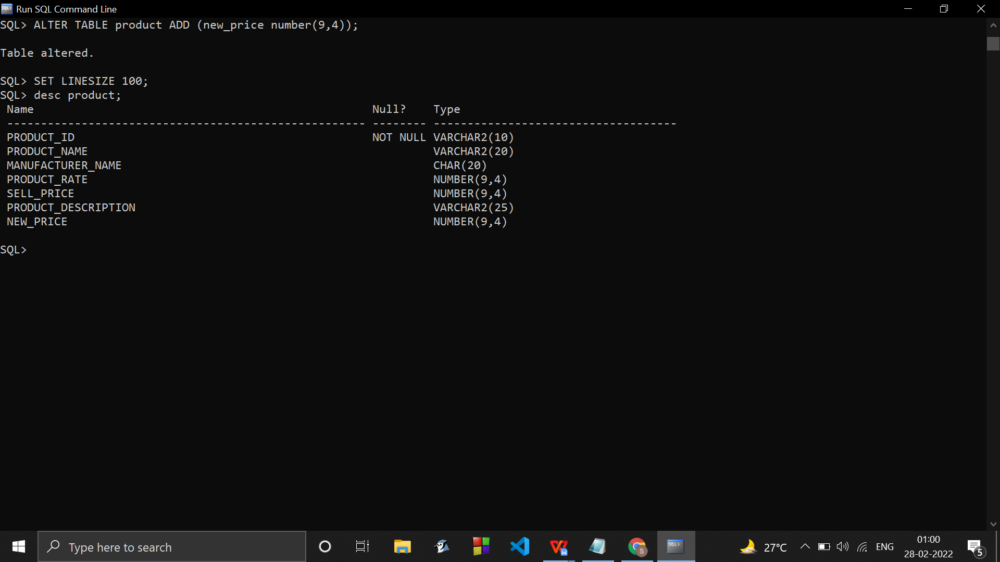 Run SQL Command Line
SQL> ALTER TABLE product ADD (new_price number(9,4));
Table altered.
SQL> SET LINESIZE 100;
SQL> desc product;
Name Null? Type
----------------------------------------------------- -------- ------------------------------------
PRODUCT_ID NOT NULL VARCHAR2(10)
PRODUCT_NAME VARCHAR2(20)
MANUFACTURER_NAME CHAR(20)
PRODUCT_RATE NUMBER(9,4)
SELL_PRICE NUMBER(9,4)
PRODUCT_DESCRIPTION VARCHAR2(25)
NEW_PRICE NUMBER(9,4)
SQL>
Type here to search
27°C ENG
01:00
28-02-2022
5